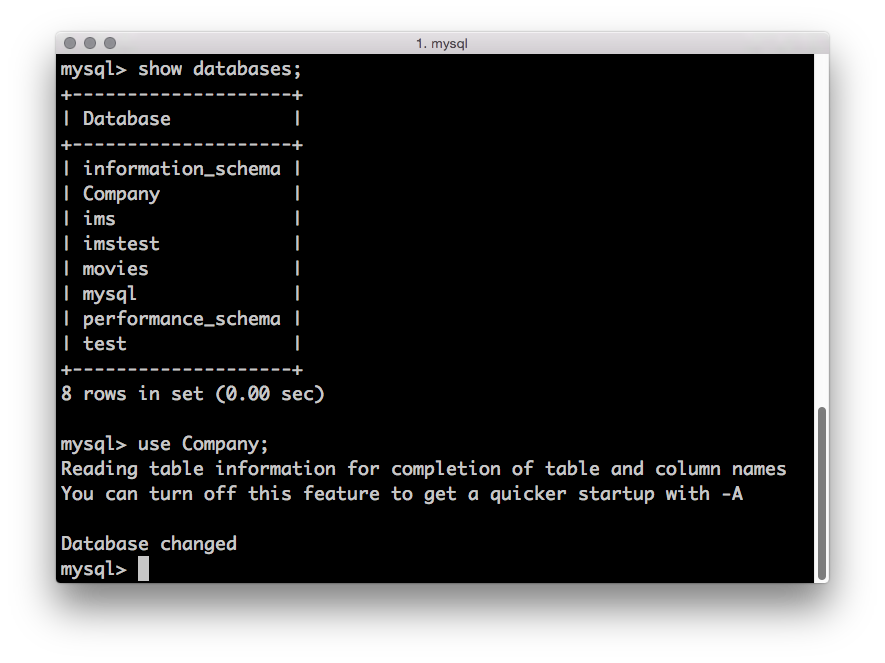 1. mysql
mysql> show databases;
+--------------------+
| Database           |
+--------------------+
| information_schema |
| Company            |
| ims                |
| imstest            |
| movies             |
| mysql              |
| performance_schema |
| test               |
+--------------------+
8 rows in set (0.00 sec)
mysql> use Company;
Reading table information for completion of table and column names
You can turn off this feature to get a quicker startup with -A
Database changed
mysql>